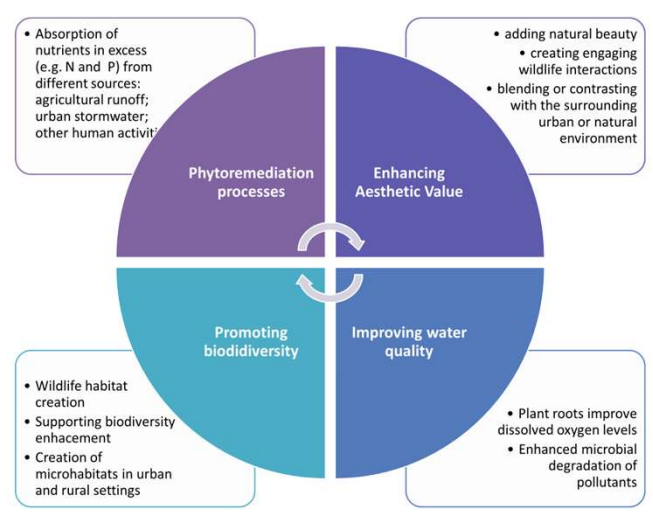 • Absorption of
nutrients in excess
(e.g. N and P) from
different sources:
agricultural runoff;
urban stormwater;
other human activiti
• adding natural beauty
• creating engaging
wildlife interactions
• blending or contrasting
with the surrounding
urban or natural
environment
Phytoremediation
processes
Enhancing
Aesthetic Value
Promoting
biodidiversity
Improving water
quality
• Wildlife habitat
creation
• Supporting biodiversity
enhacement
• Creation of
microhabitats in urban
and rural settings
• Plant roots improve
dissolved oxygen levels
• Enhanced microbial
degradation of
pollutants